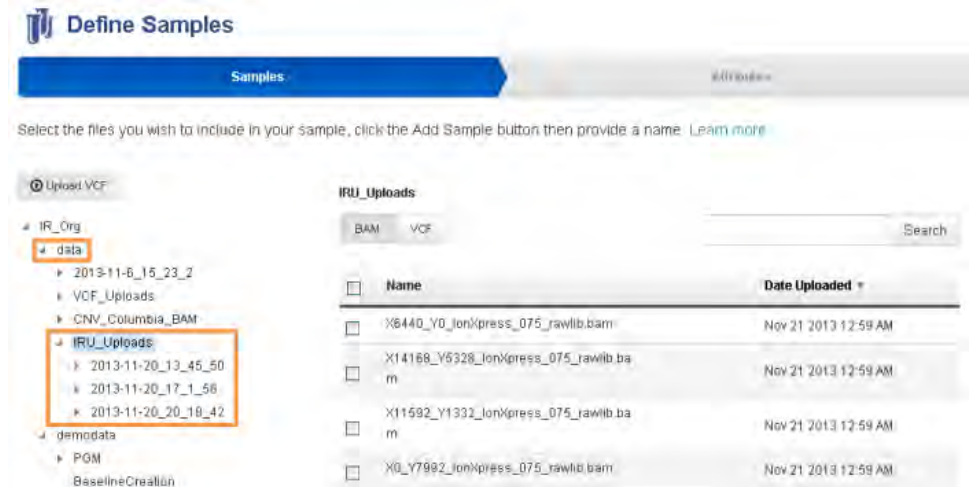 Define Samples
Samples
Attributes
Select the files you wish to include in your sample, click the Add Sample button then provide a name. Learn more
Upload VCF
IR_Org
data
2013-11-6_15_23_2
VCF_Uploads
CNV_Columbia_BAM
IRU_Uploads
2013-11-20_13_45_50
2013-11-20_17_1_56
2013-11-20_20_18_42
demodata
PGM
BaselineCreation
IRU_Uploads
BAM VCF
Search
Name Date Uploaded
X6440_Y0_IonXpress_075_rawlib.bam Nov 21 2013 12:59 AM
X14168_Y5328_IonXpress_075_rawlib.ba
m Nov 21 2013 12:59 AM
X11592_Y1332_IonXpress_075_rawlib.ba
m Nov 21 2013 12:59 AM
X0_Y7992_IonXpress_075_rawlib.bam Nov 21 2013 12:59 AM